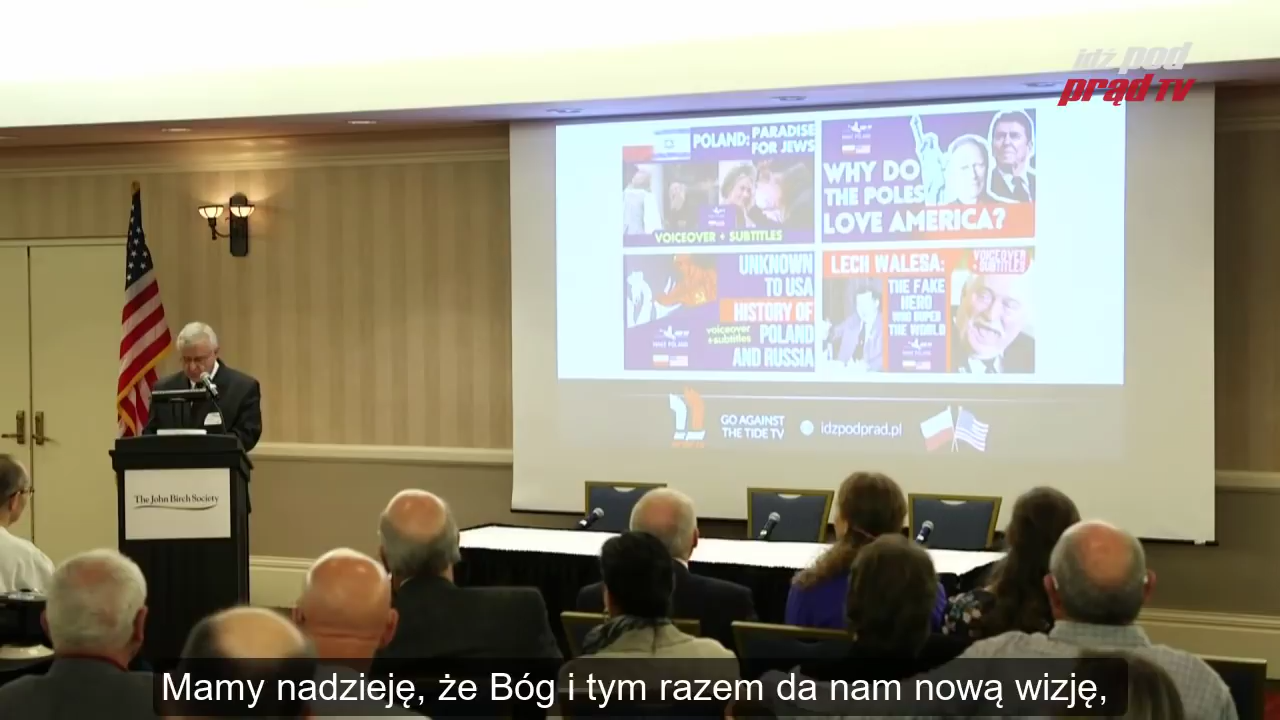 idź pod
prąd TV
POLAND: PARADISE
FOR JEWS
VOICEOVER + SUBTITLES
WHY DO
THE POLES
LOVE AMERICA?
UNKNOWN
TO USA
HISTORY OF
POLAND
AND RUSSIA
voiceover
+subtitles
LECH WALESA:
VOICEOVER
+ SUBTITLES
THE FAKE
HERO
WHO DUPED
THE WORLD
GO AGAINST
THE TIDE TV
idzpodprad.pl
The John Birch Society
Mamy nadzieję, że Bóg i tym razem da nam nową wizję,